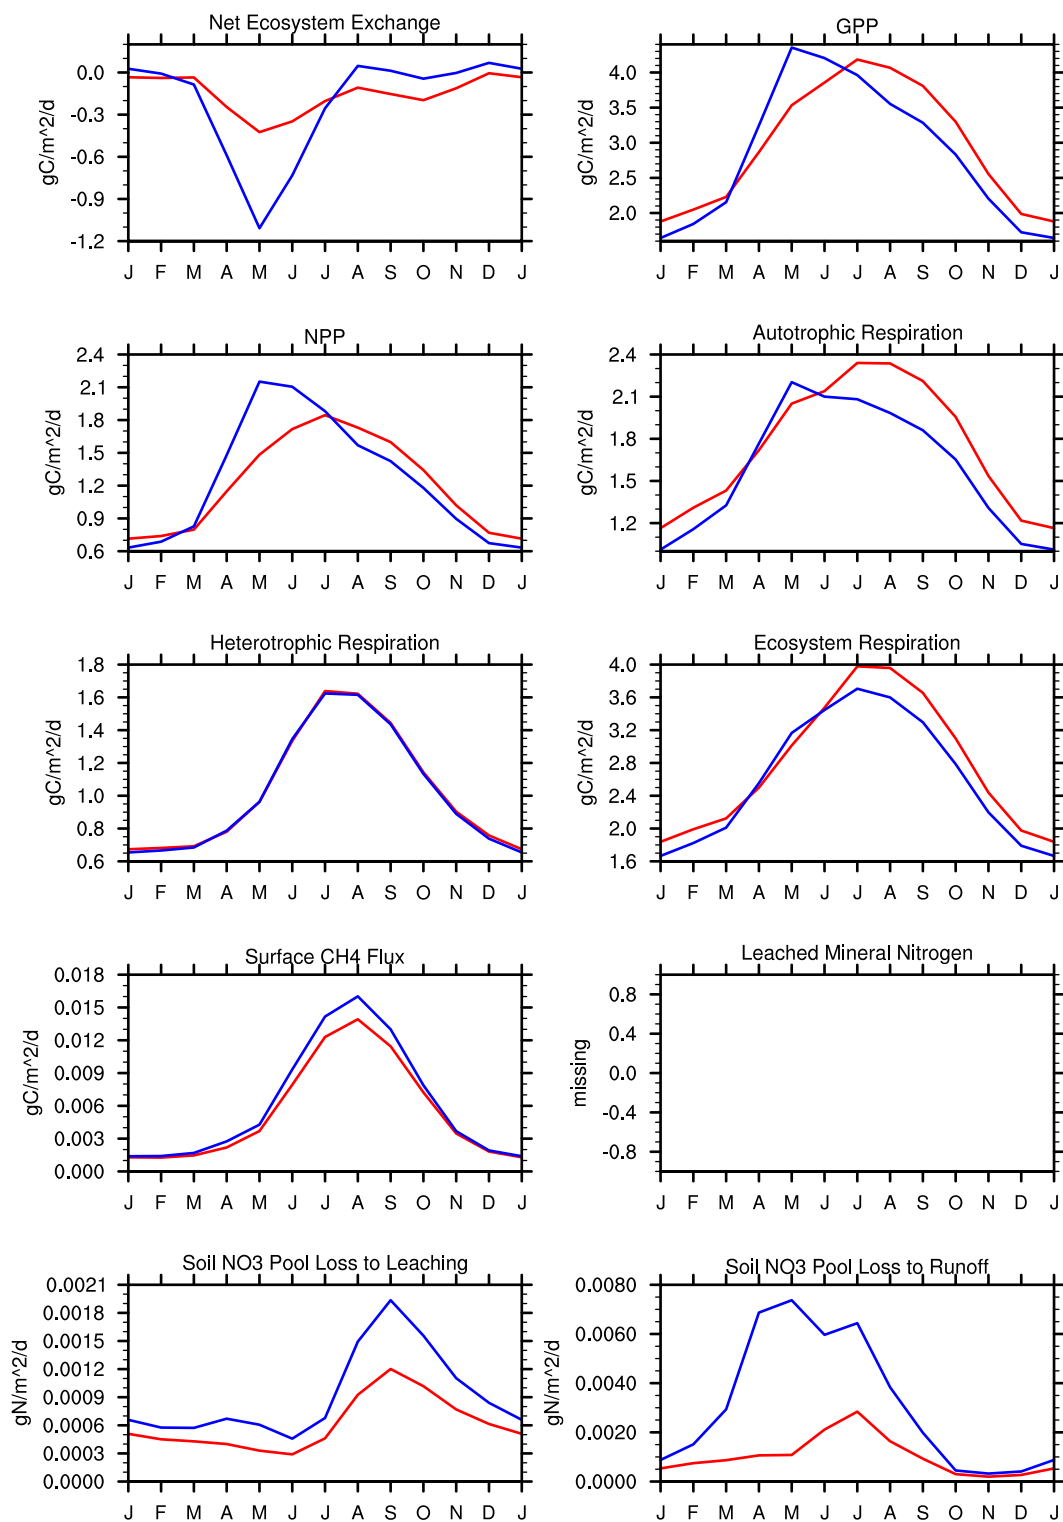 Net Ecosystem Exchange
gC/m^2/d
0.0
-0.3
-0.6
-0.9
-1.2
J F M A M J J A S O N D J
GPP
gC/m^2/d
4.0
3.5
3.0
2.5
2.0
J F M A M J J A S O N D J
NPP
gC/m^2/d
2.4
2.1
1.8
1.5
1.2
0.9
0.6
J F M A M J J A S O N D J
Autotrophic Respiration
gC/m^2/d
2.4
2.1
1.8
1.5
1.2
J F M A M J J A S O N D J
Heterotrophic Respiration
gC/m^2/d
1.8
1.6
1.4
1.2
1.0
0.8
0.6
J F M A M J J A S O N D J
Ecosystem Respiration
gC/m^2/d
4.0
3.6
3.2
2.8
2.4
2.0
1.6
J F M A M J J A S O N D J
Surface CH4 Flux
gC/m^2/d
0.018
0.015
0.012
0.009
0.006
0.003
0.000
J F M A M J J A S O N D J
Leached Mineral Nitrogen
missing
0.8
0.4
0.0
-0.4
-0.8
J F M A M J J A S O N D J
Soil NO3 Pool Loss to Leaching
gN/m^2/d
0.0021
0.0018
0.0015
0.0012
0.0009
0.0006
0.0003
0.0000
J F M A M J J A S O N D J
Soil NO3 Pool Loss to Runoff
gN/m^2/d
0.0080
0.0060
0.0040
0.0020
0.0000
J F M A M J J A S O N D J